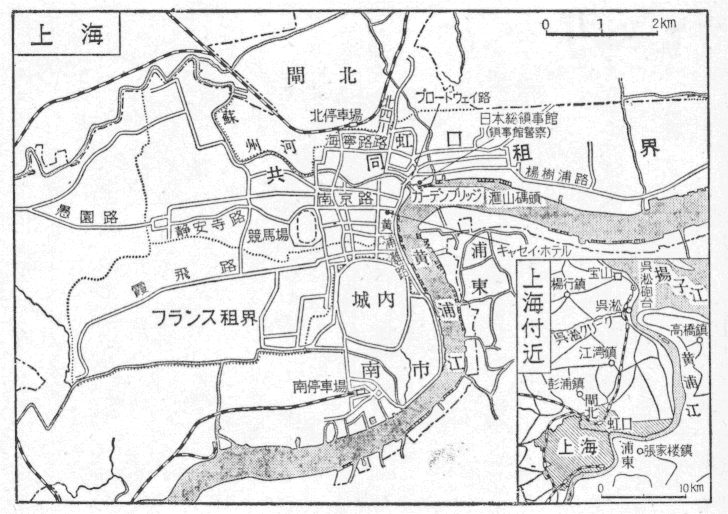 上海
0 1 2km
閘北
蘇州河
北停車場
北四
ブロードウェイ路
日本総領事館
(領事館警察)
海寧路
虹口
共同租界
楊樹浦路
ガーデンブリッジ
滙山碼頭
愚園路
静安寺路
南京路
競馬場
黄浦江
浦東
キャセイ・ホテル
霞飛路
フランス租界
城内
南市
南停車場
上海付近
宝山
呉淞砲台
揚子江
楊行鎮
呉淞
呉淞クリーク
高橋鎮
江湾鎮
黄浦江
彭浦鎮
閘北
虹口
上海
浦東
張家楼鎮
0 10km